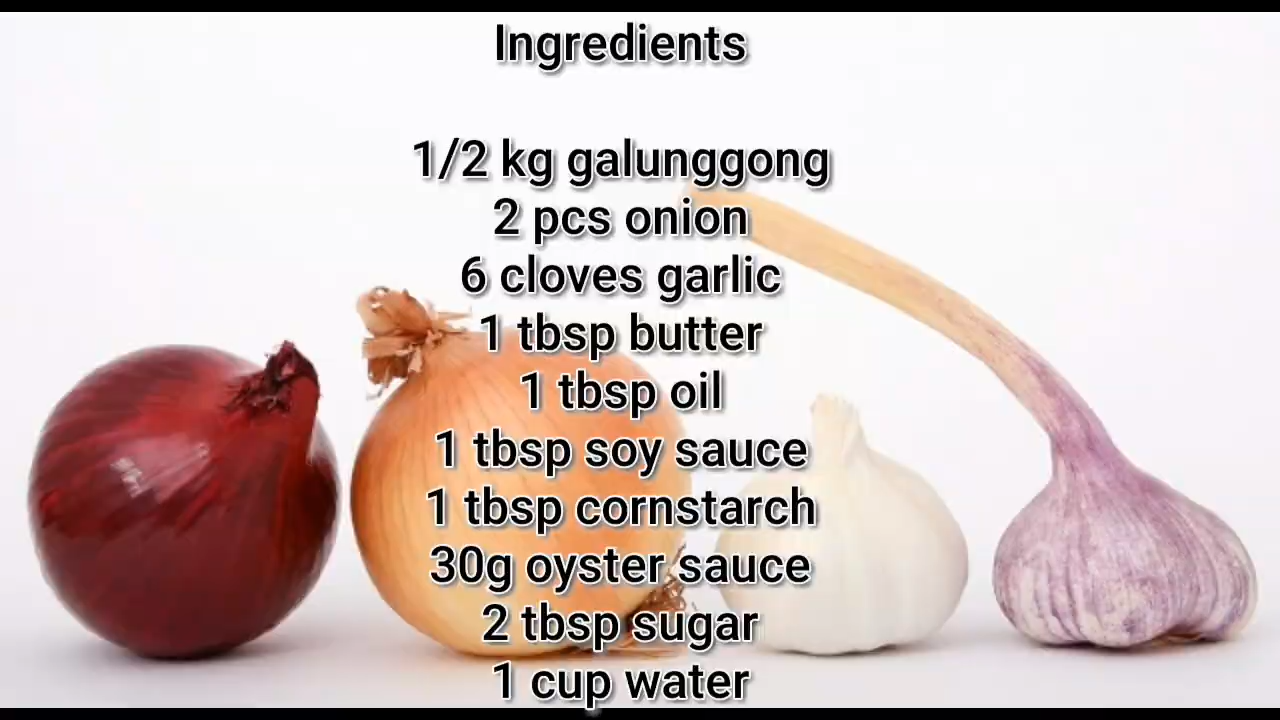 Ingredients
1/2 kg galunggong
2 pcs onion
6 cloves garlic
1 tbsp butter
1 tbsp oil
1 tbsp soy sauce
1 tbsp cornstarch
30g oyster sauce
2 tbsp sugar
1 cup water